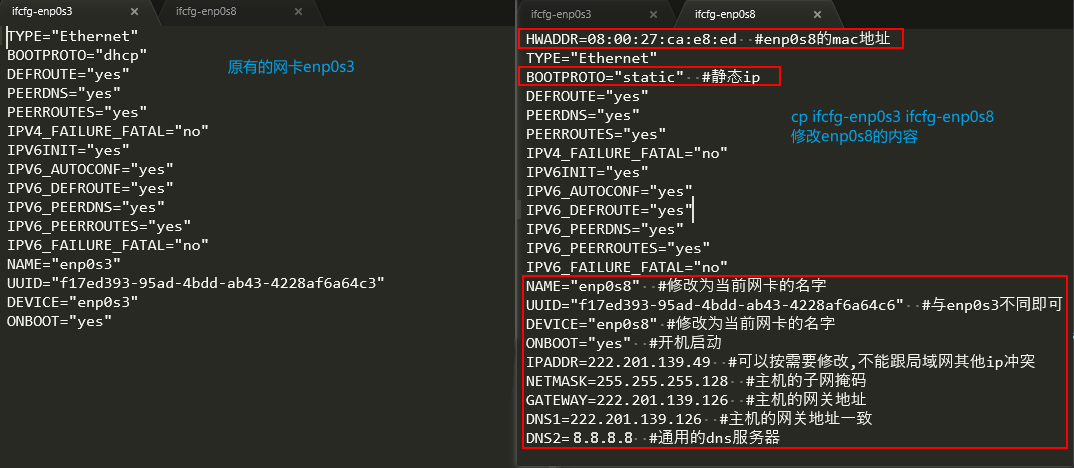 ifcfg-enp0s3 × ifcfg-enp0s8 ×
TYPE="Ethernet"
BOOTPROTO="dhcp"
DEFROUTE="yes"
PEERDNS="yes"
PEERROUTES="yes"
IPV4_FAILURE_FATAL="no"
IPV6INIT="yes"
IPV6_AUTOCONF="yes"
IPV6_DEFROUTE="yes"
IPV6_PEERDNS="yes"
IPV6_PEERROUTES="yes"
IPV6_FAILURE_FATAL="no"
NAME="enp0s3"
UUID="f17ed393-95ad-4bdd-ab43-4228af6a64c3"
DEVICE="enp0s3"
ONBOOT="yes"
原有的网卡enp0s3
ifcfg-enp0s3 × ifcfg-enp0s8 ×
HWADDR=08:00:27:ca:e8:ed #enp0s8的mac地址
TYPE="Ethernet"
BOOTPROTO="static" #静态ip
DEFROUTE="yes"
PEERDNS="yes"
PEERROUTES="yes"
IPV4_FAILURE_FATAL="no"
IPV6INIT="yes"
IPV6_AUTOCONF="yes"
IPV6_DEFROUTE="yes"
IPV6_PEERDNS="yes"
IPV6_PEERROUTES="yes"
IPV6_FAILURE_FATAL="no"
NAME="enp0s8" #修改为当前网卡的名字
UUID="f17ed393-95ad-4bdd-ab43-4228af6a64c6" #与enp0s3不同即可
DEVICE="enp0s8" #修改为当前网卡的名字
ONBOOT="yes" #开机启动
IPADDR=222.201.139.49 #可以按需要修改,不能跟局域网其他ip冲突
NETMASK=255.255.255.128 #主机的子网掩码
GATEWAY=222.201.139.126 #主机的网关地址
DNS1=222.201.139.126 #主机的网关地址一致
DNS2=8.8.8.8 #通用的dns服务器
cp ifcfg-enp0s3 ifcfg-enp0s8
修改enp0s8的内容